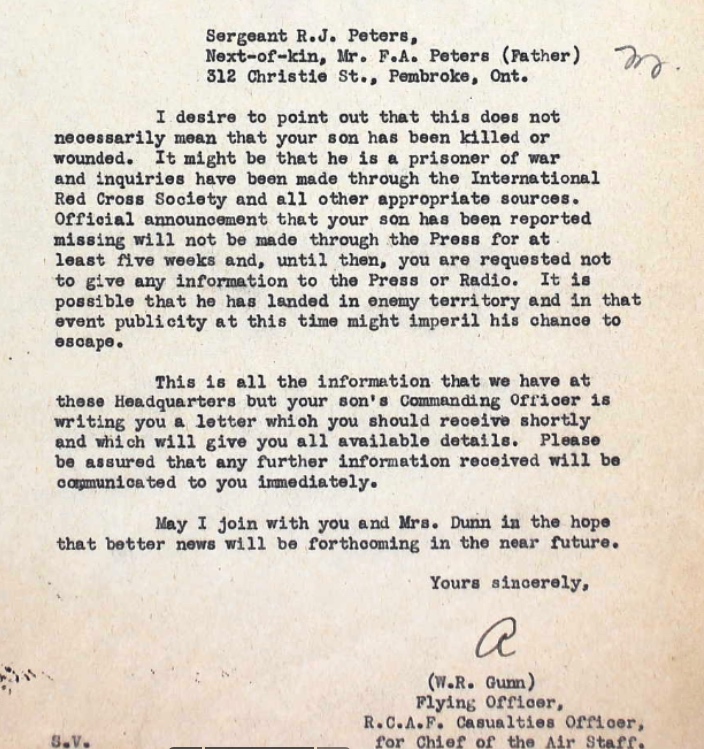 Sergeant R.J. Peters,
Next-of-kin, Mr. F.A. Peters (Father)
312 Christie St., Pembroke, Ont.
I desire to point out that this does not
necessarily mean that your son has been killed or
wounded. It might be that he is a prisoner of war
and inquiries have been made through the International
Red Cross Society and all other appropriate sources.
Official announcement that your son has been reported
missing will not be made through the Press for at
least five weeks and, until then, you are requested not
to give any information to the Press or Radio. It is
possible that he has landed in enemy territory and in that
event publicity at this time might imperil his chance to
escape.
This is all the information that we have at
these Headquarters but your son's Commanding Officer is
writing you a letter which you should receive shortly
and which will give you all available details. Please
be assured that any further information received will be
communicated to you immediately.
May I join with you and Mrs. Dunn in the hope
that better news will be forthcoming in the near future.
Yours sincerely,
(W.R. Gunn)
Flying Officer,
R.C.A.F. Casualties Officer,
S.V. for Chief of the Air Staff.